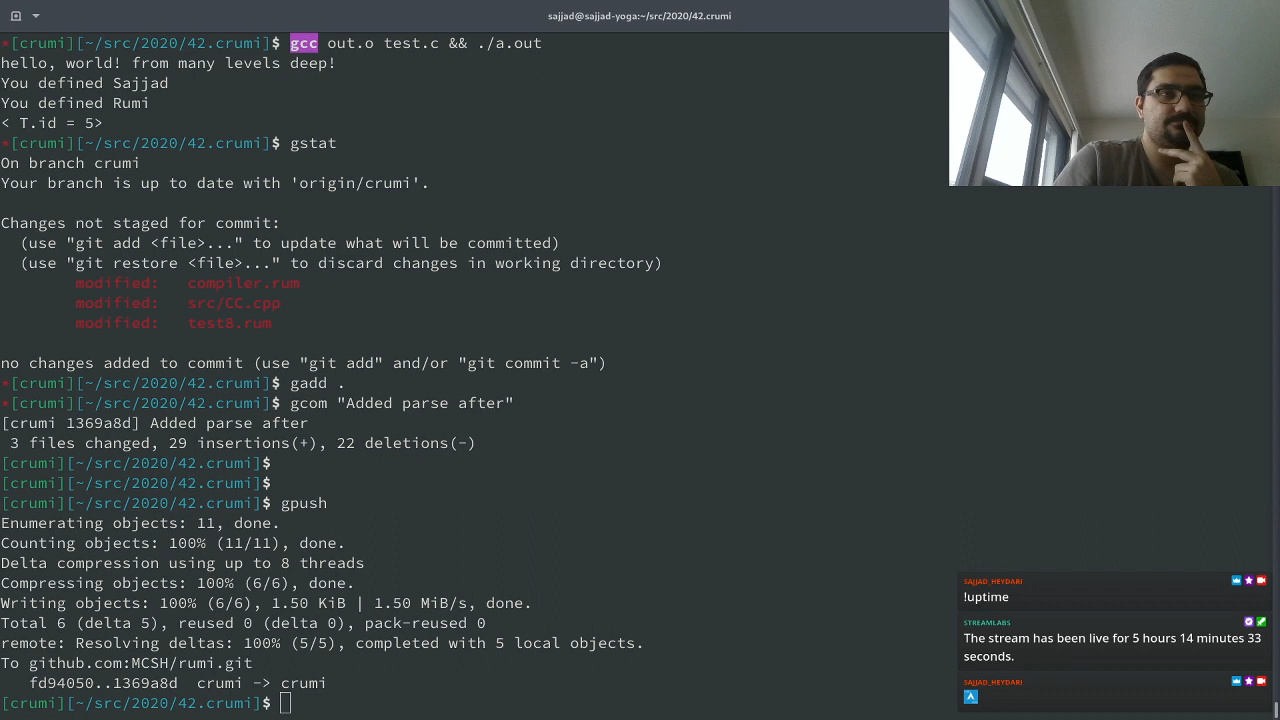 sajjad@sajjad-yoga:~/src/2020/42.crumi
*[crumi][~/src/2020/42.crumi]$ gcc out.o test.c && ./a.out
hello, world! from many levels deep!
You defined Sajjad
You defined Rumi
< T.id = 5>
*[crumi][~/src/2020/42.crumi]$ gstat
On branch crumi
Your branch is up to date with 'origin/crumi'.
Changes not staged for commit:
(use "git add <file>..." to update what will be committed)
(use "git restore <file>..." to discard changes in working directory)
modified: compiler.rum
modified: src/CC.cpp
modified: test8.rum
no changes added to commit (use "git add" and/or "git commit -a")
*[crumi][~/src/2020/42.crumi]$ gadd .
*[crumi][~/src/2020/42.crumi]$ gcom "Added parse after"
[crumi 1369a8d] Added parse after
3 files changed, 29 insertions(+), 22 deletions(-)
[crumi][~/src/2020/42.crumi]$
[crumi][~/src/2020/42.crumi]$
[crumi][~/src/2020/42.crumi]$ gpush
Enumerating objects: 11, done.
Counting objects: 100% (11/11), done.
Delta compression using up to 8 threads
Compressing objects: 100% (6/6), done.
Writing objects: 100% (6/6), 1.50 KiB | 1.50 MiB/s, done.
Total 6 (delta 5), reused 0 (delta 0), pack-reused 0
remote: Resolving deltas: 100% (5/5), completed with 5 local objects.
To github.com:MCSH/rumi.git
fd94050..1369a8d crumi -> crumi
[crumi][~/src/2020/42.crumi]$
SAJJAD_HEYDARI
!uptime
STREAMLABS
The stream has been live for 5 hours 14 minutes 33
seconds.
SAJJAD_HEYDARI